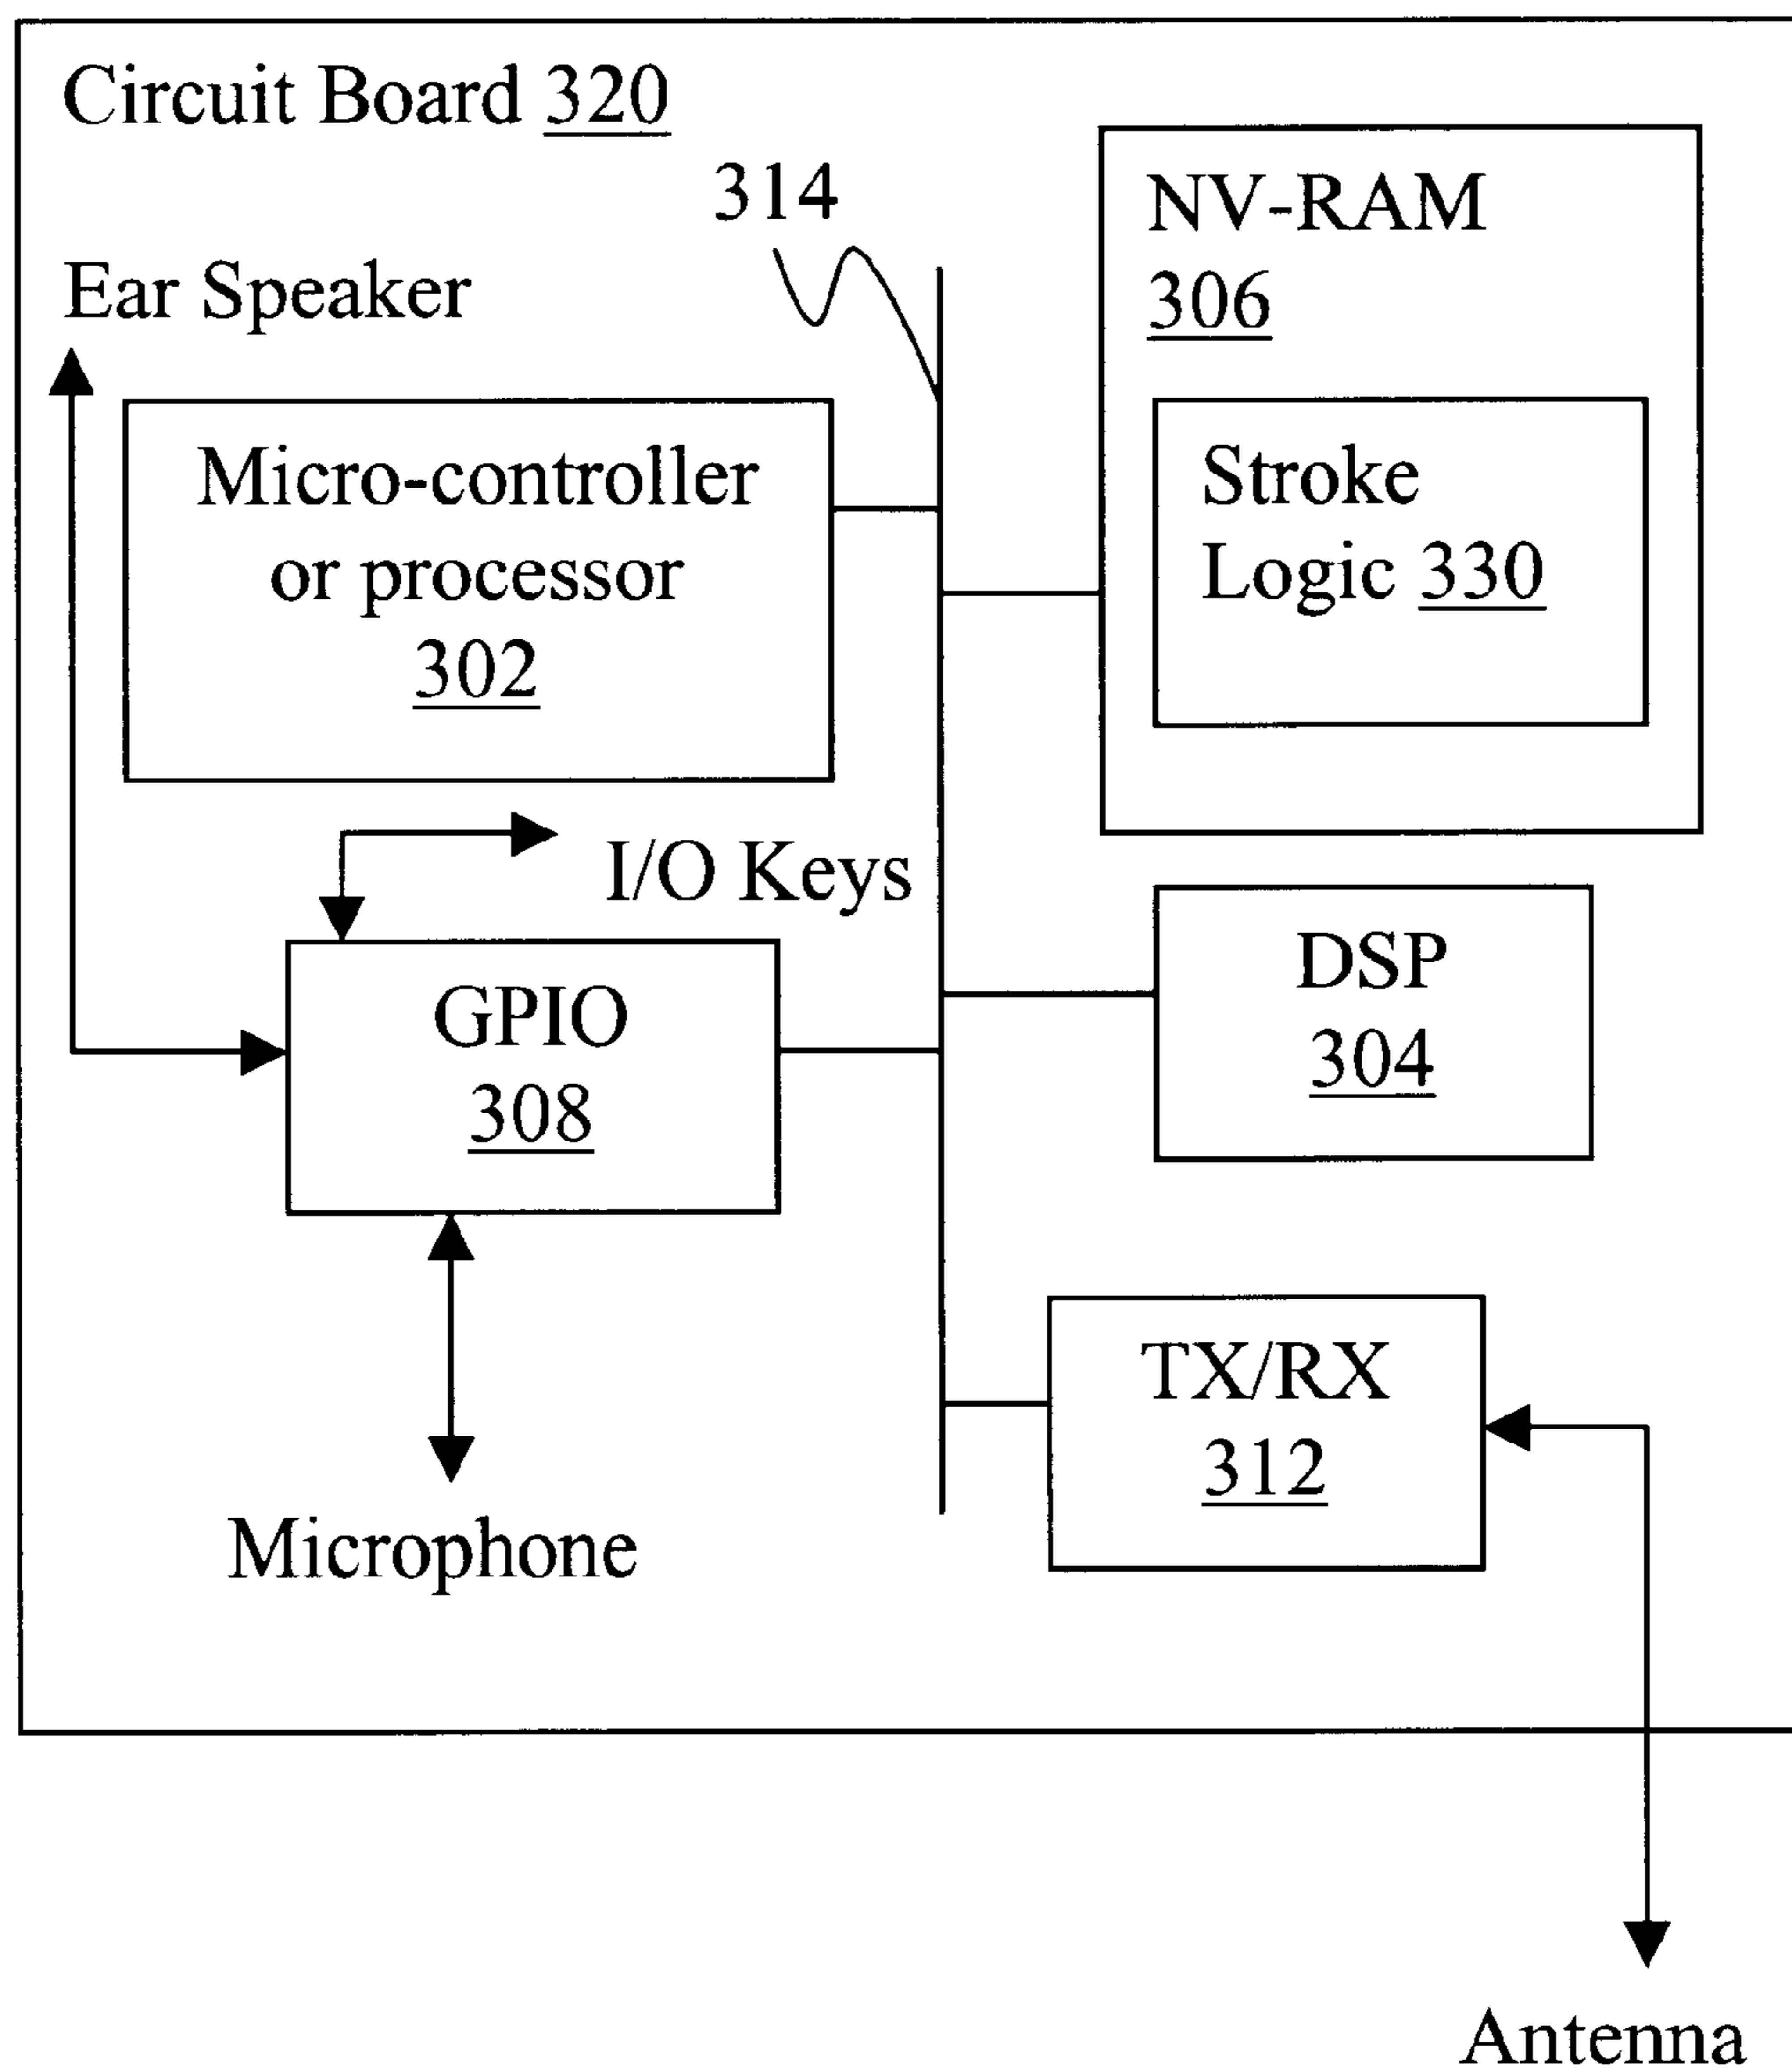 Circuit Board 320
314
NV-RAM
306
Ear Speaker
Micro-controller
or processor
302
Stroke
Logic 330
I/O Keys
GPIO
308
DSP
304
TX/RX
312
Microphone
Antenna